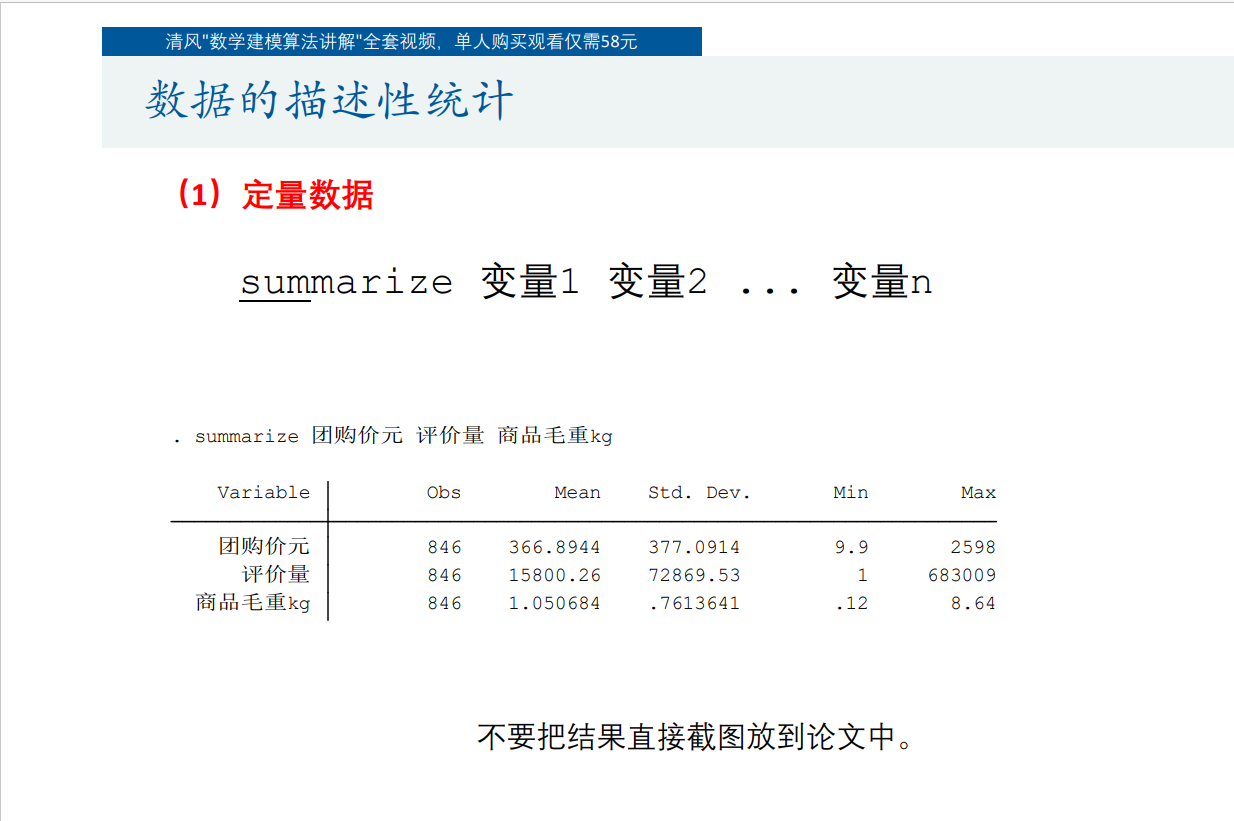 清风"数学建模算法讲解"全套视频，单人购买观看仅需58元
数据的描述性统计
（1） 定量数据
summarize 变量1 变量2 ... 变量n
. summarize 团购价元 评价量 商品毛重kg
Variable Obs Mean Std. Dev. Min Max
团购价元 846 366.8944 377.0914 9.9 2598
评价量 846 15800.26 72869.53 1 683009
商品毛重kg 846 1.050684 .7613641 .12 8.64
不要把结果直接截图放到论文中。